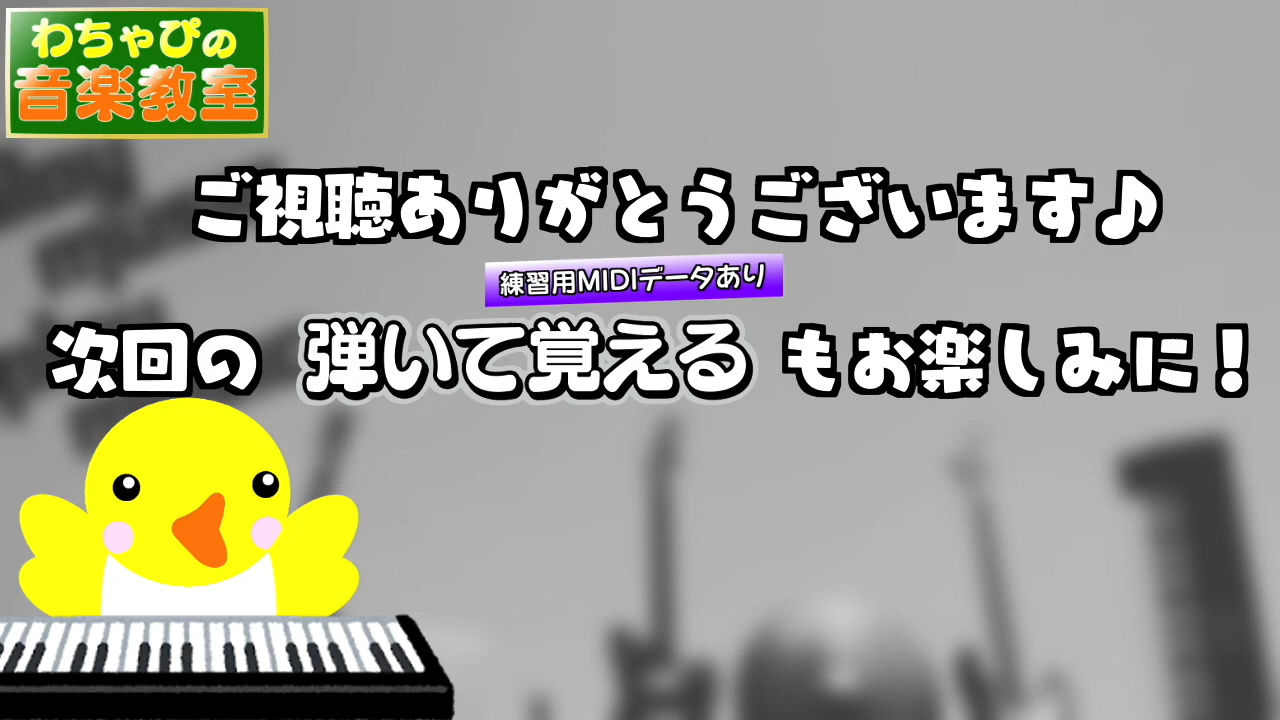 わちゃぴの
音楽教室
ご視聴ありがとうございます♪
練習用MIDIデータあり
次回の 弾いて覚える もお楽しみに！